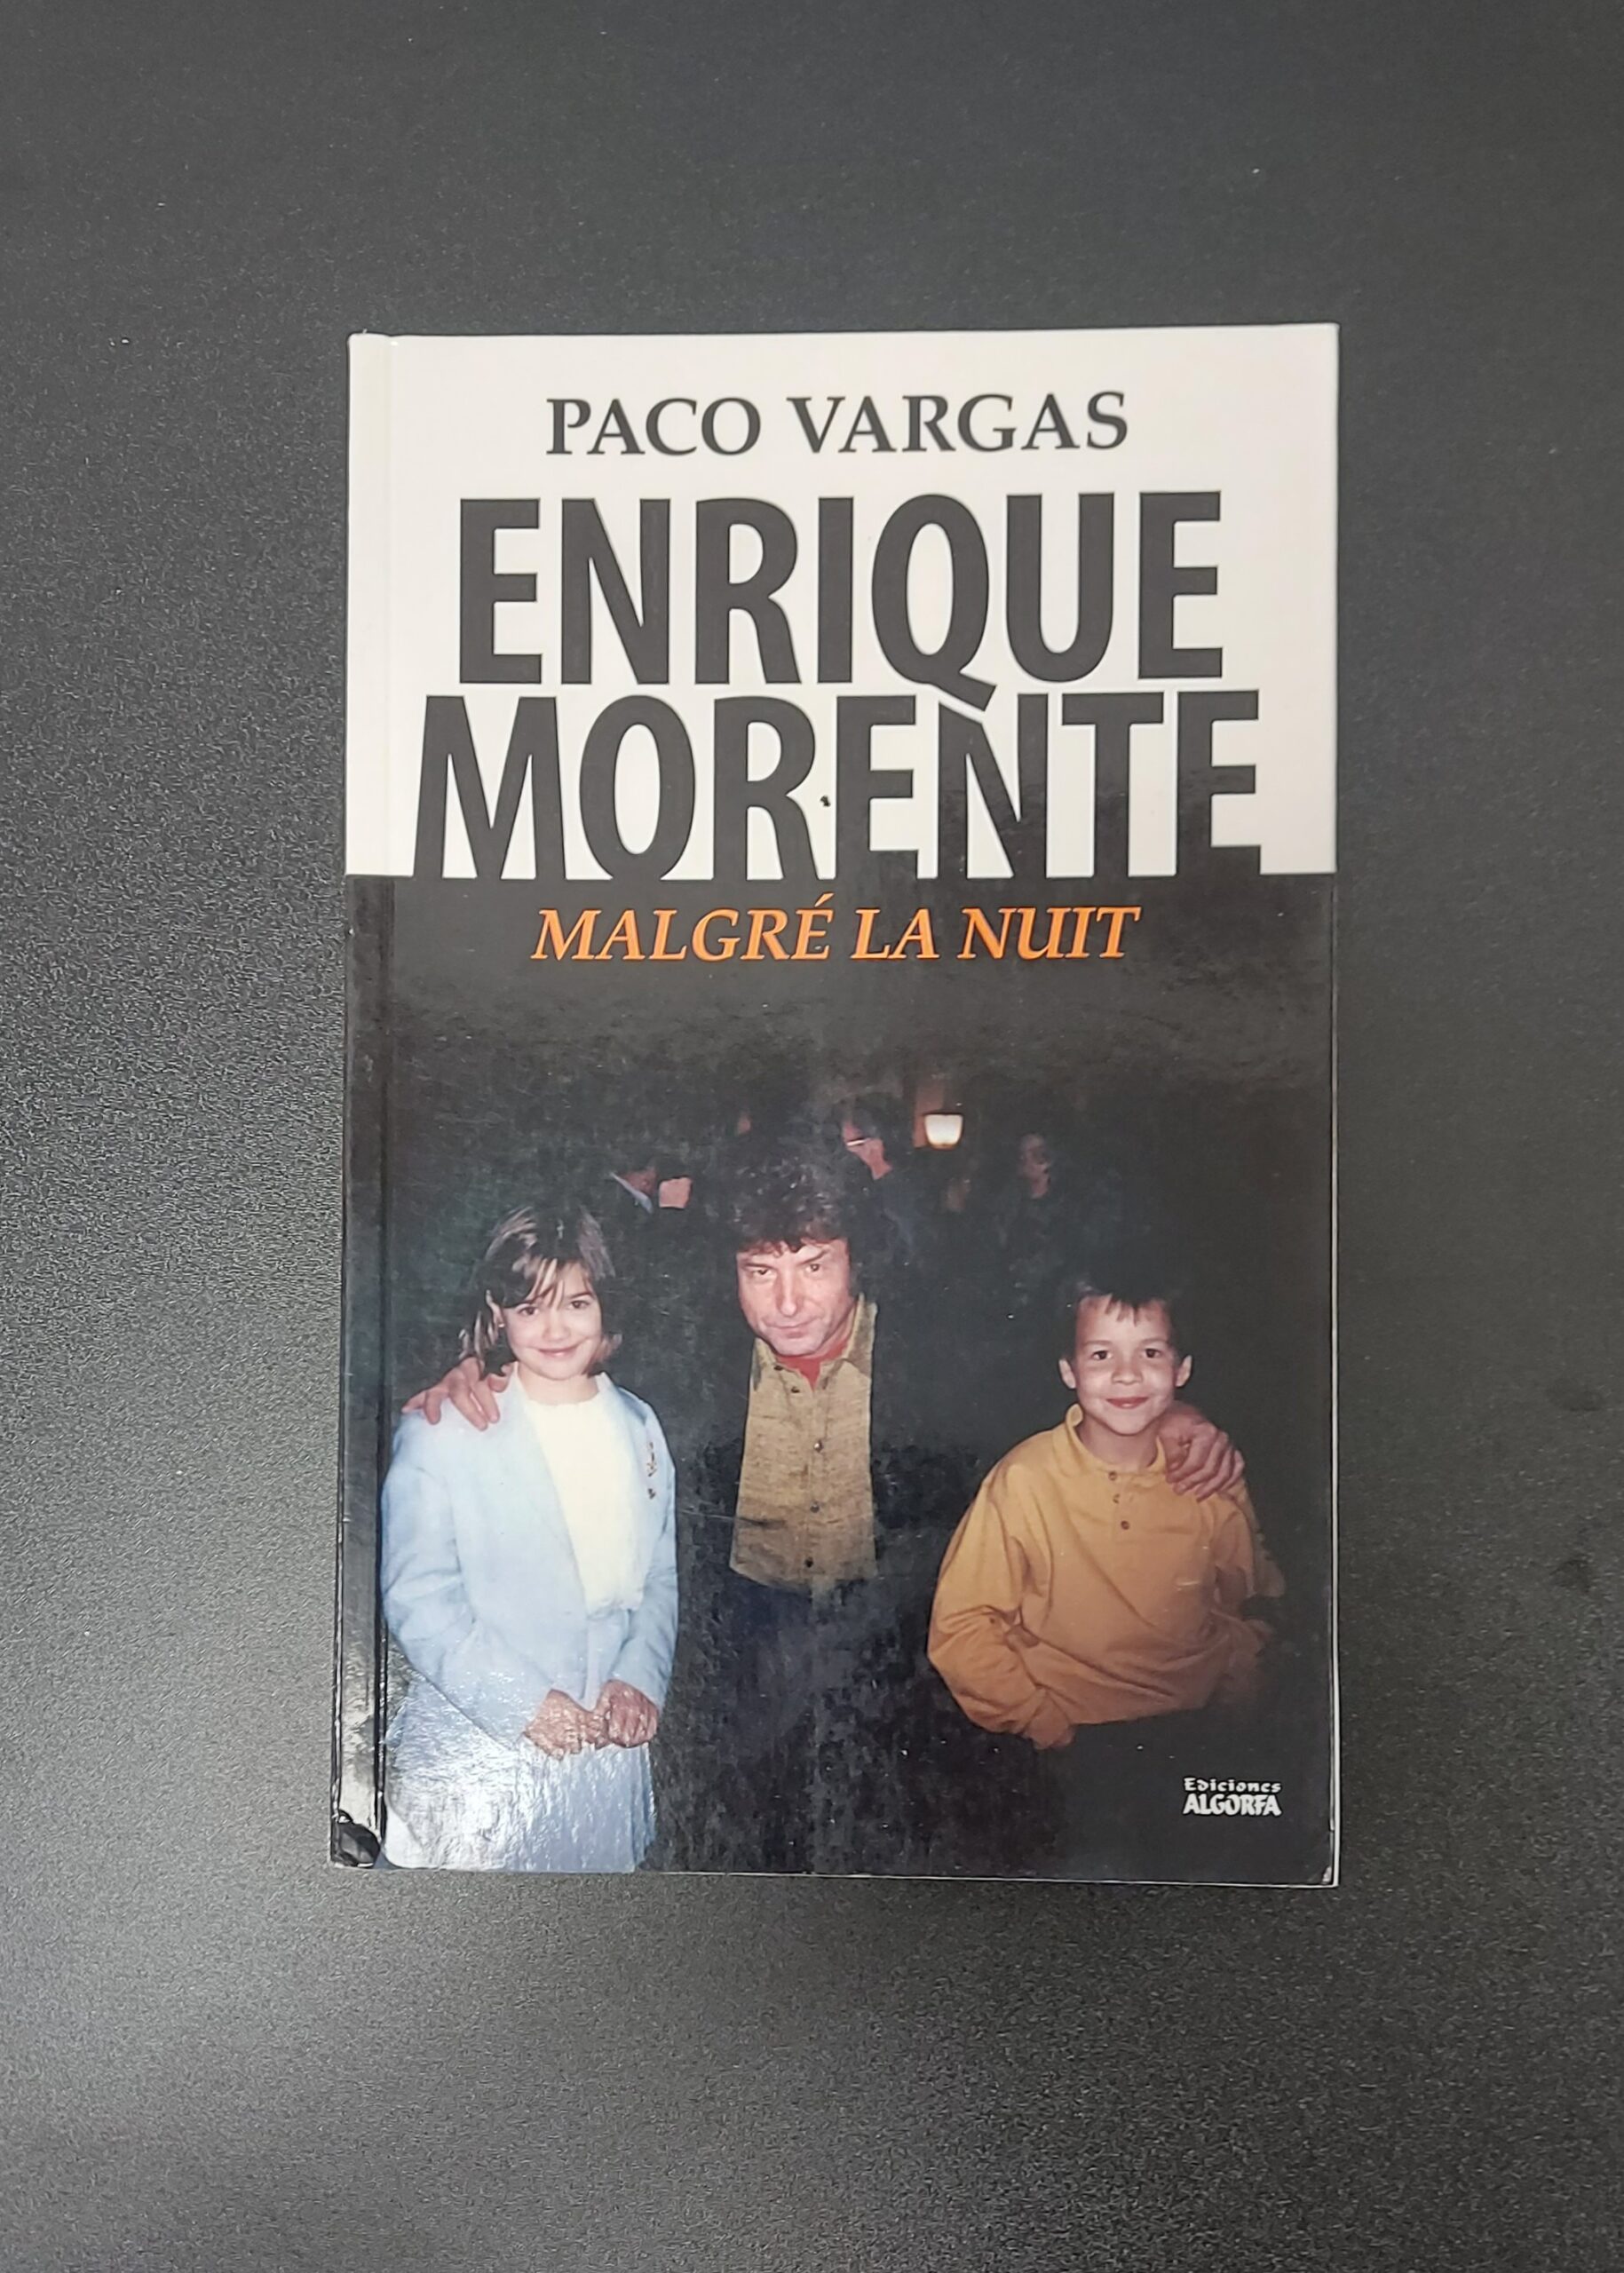 PACO VARGAS
ENRIQUE
MORENTE
MALGRÉ LA NUIT
Ediciones
ALGORFA